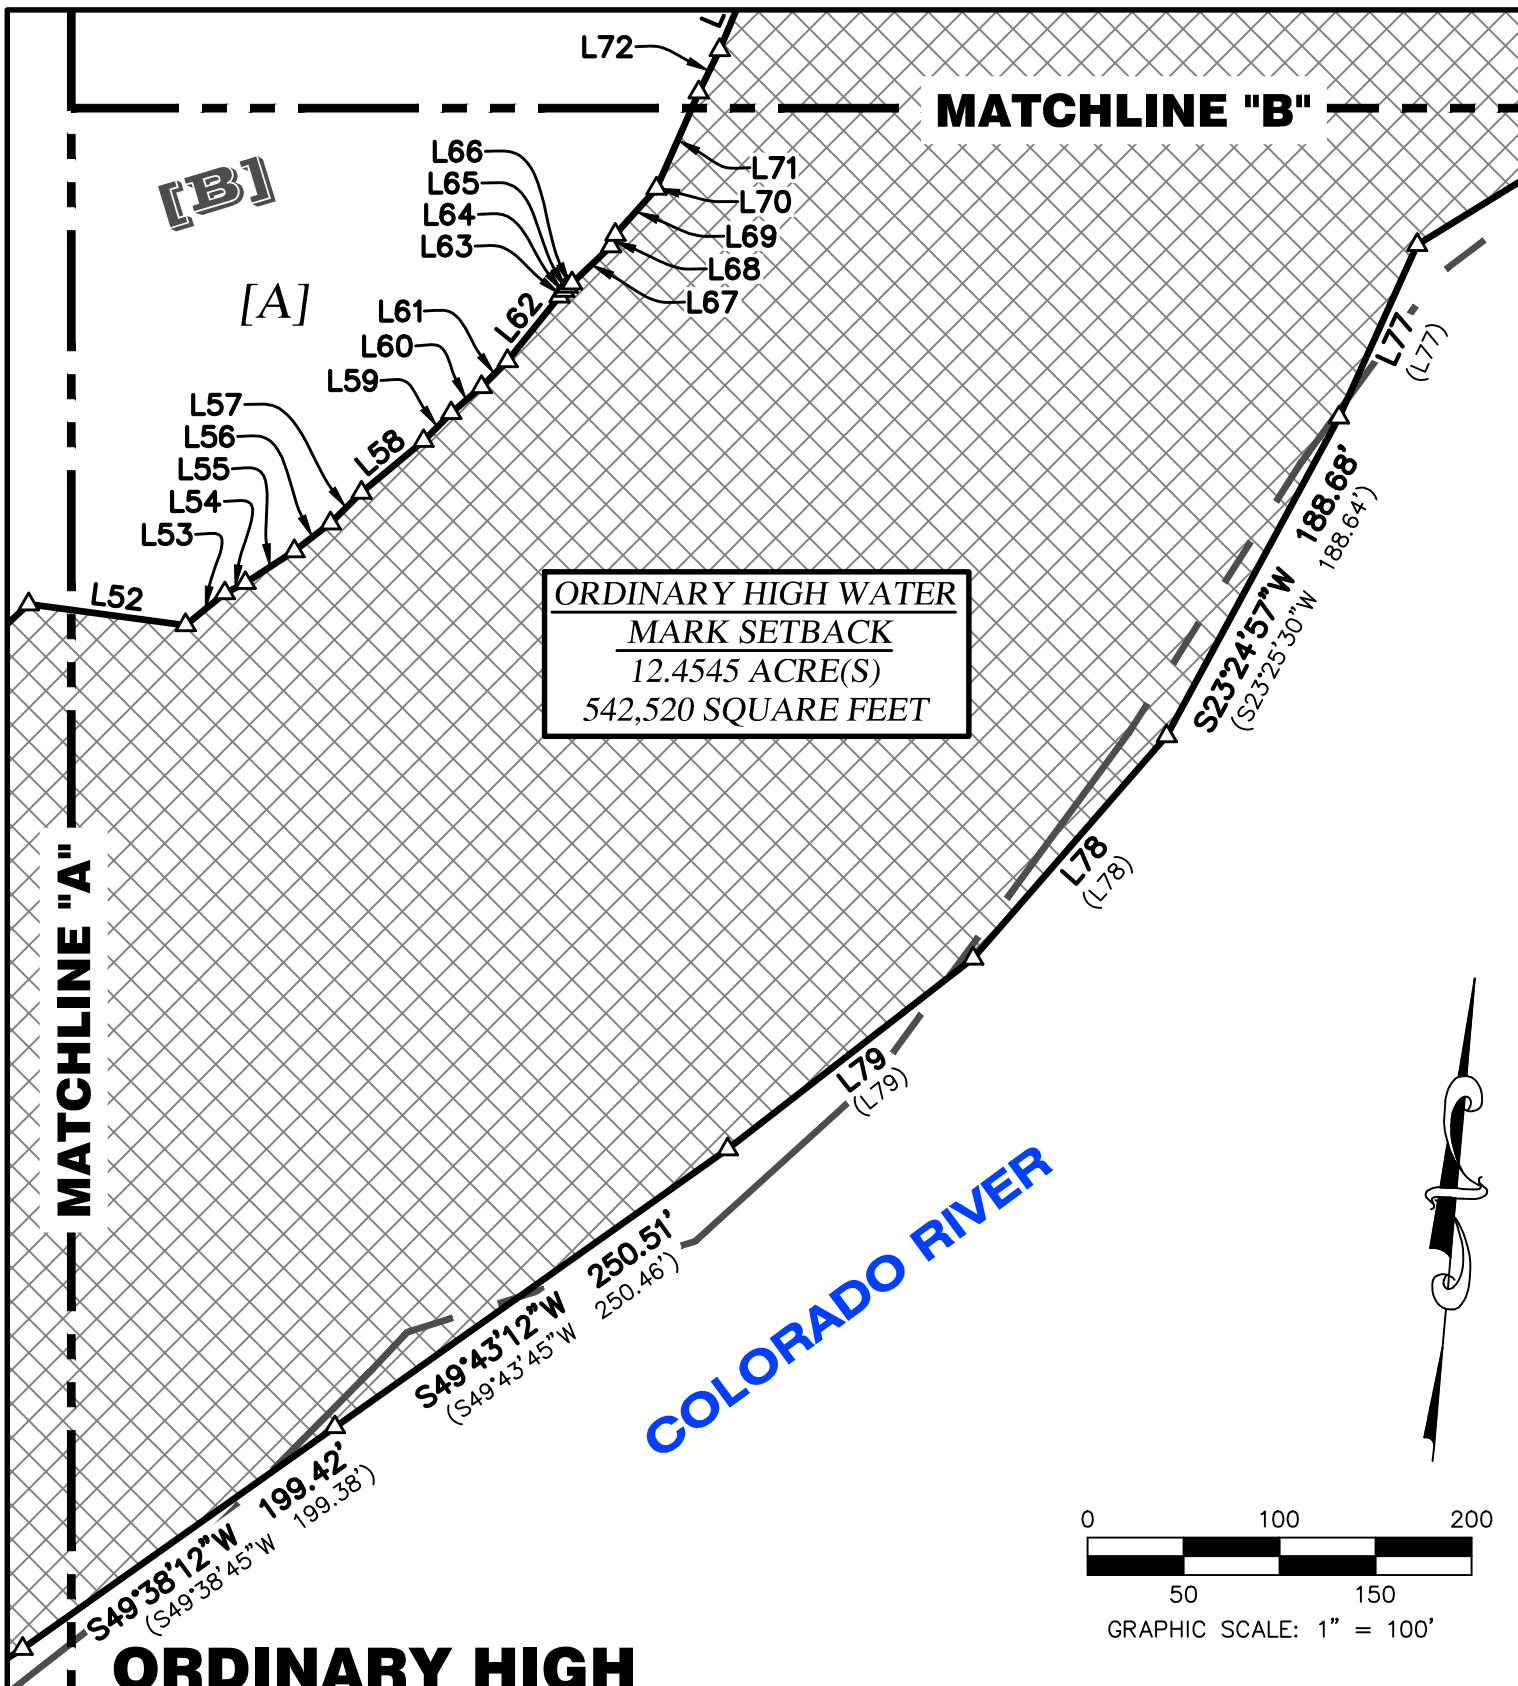 L72
MATCHLINE "B"
L66
L65
L64
L63
L71
L70
L69
L68
L67
[B]
[A]
L62
L61
L60
L59
L58
L57
L56
L55
L54
L53
L52
L77
(L77)
188.68'
188.64')
S23°24'57"W
(S23°25'30"W
ORDINARY HIGH WATER
MARK SETBACK
12.4545 ACRE(S)
542,520 SQUARE FEET
MATCHLINE "A"
L78
(L78)
L79
(L79)
COLORADO RIVER
S49°43'12"W 250.51'
(S49°43'45"W 250.46')
S49°38'12"W 199.42'
(S49°38'45"W 199.38')
0 100 200
50 150
GRAPHIC SCALE: 1" = 100'
ORDINARY HIGH